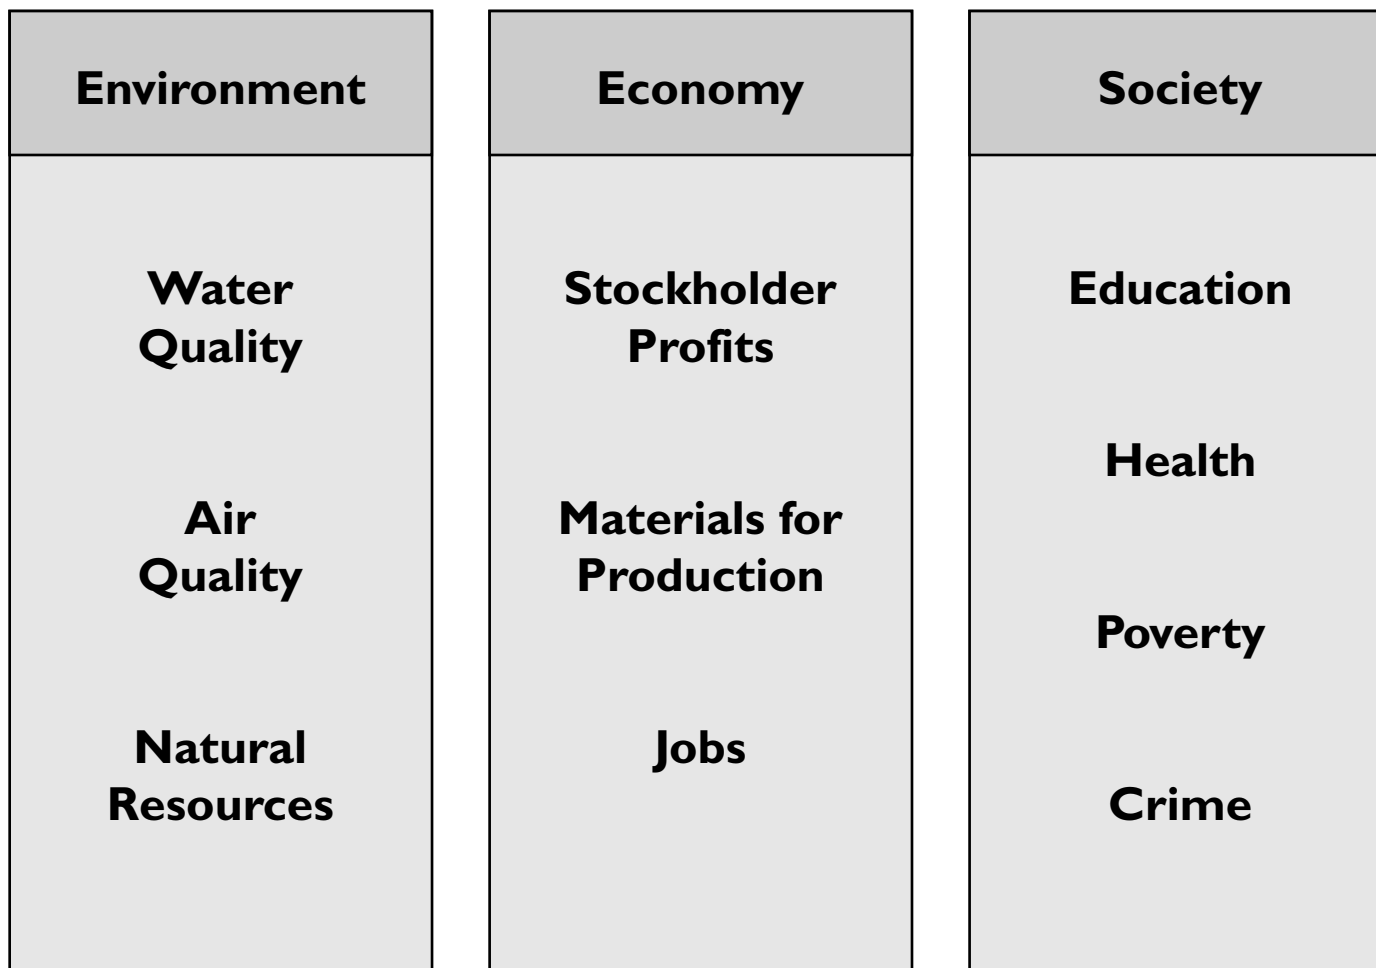 Environment
Water
Quality
Air
Quality
Natural
Resources
Economy
Stockholder
Profits
Materials for
Production
Jobs
Society
Education
Health
Poverty
Crime